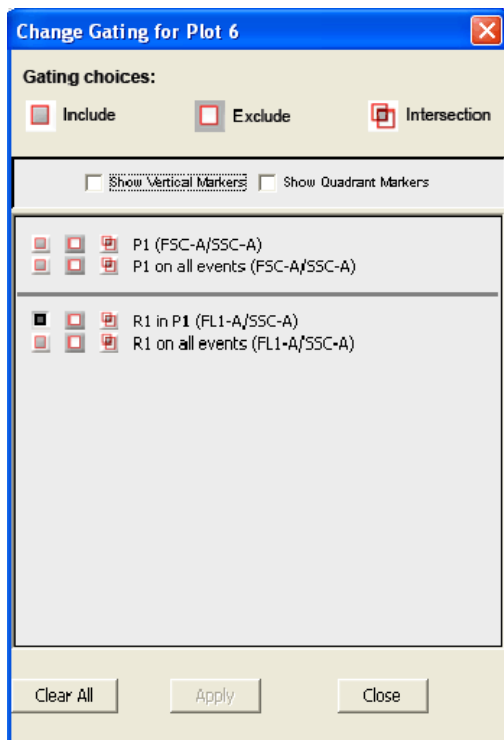 Change Gating for Plot 6
Gating choices:
Include Exclude Intersection
Show Vertical Markers Show Quadrant Markers
P1 (FSC-A/SSC-A)
P1 on all events (FSC-A/SSC-A)
R1 in P1 (FL1-A/SSC-A)
R1 on all events (FL1-A/SSC-A)
Clear All Apply Close